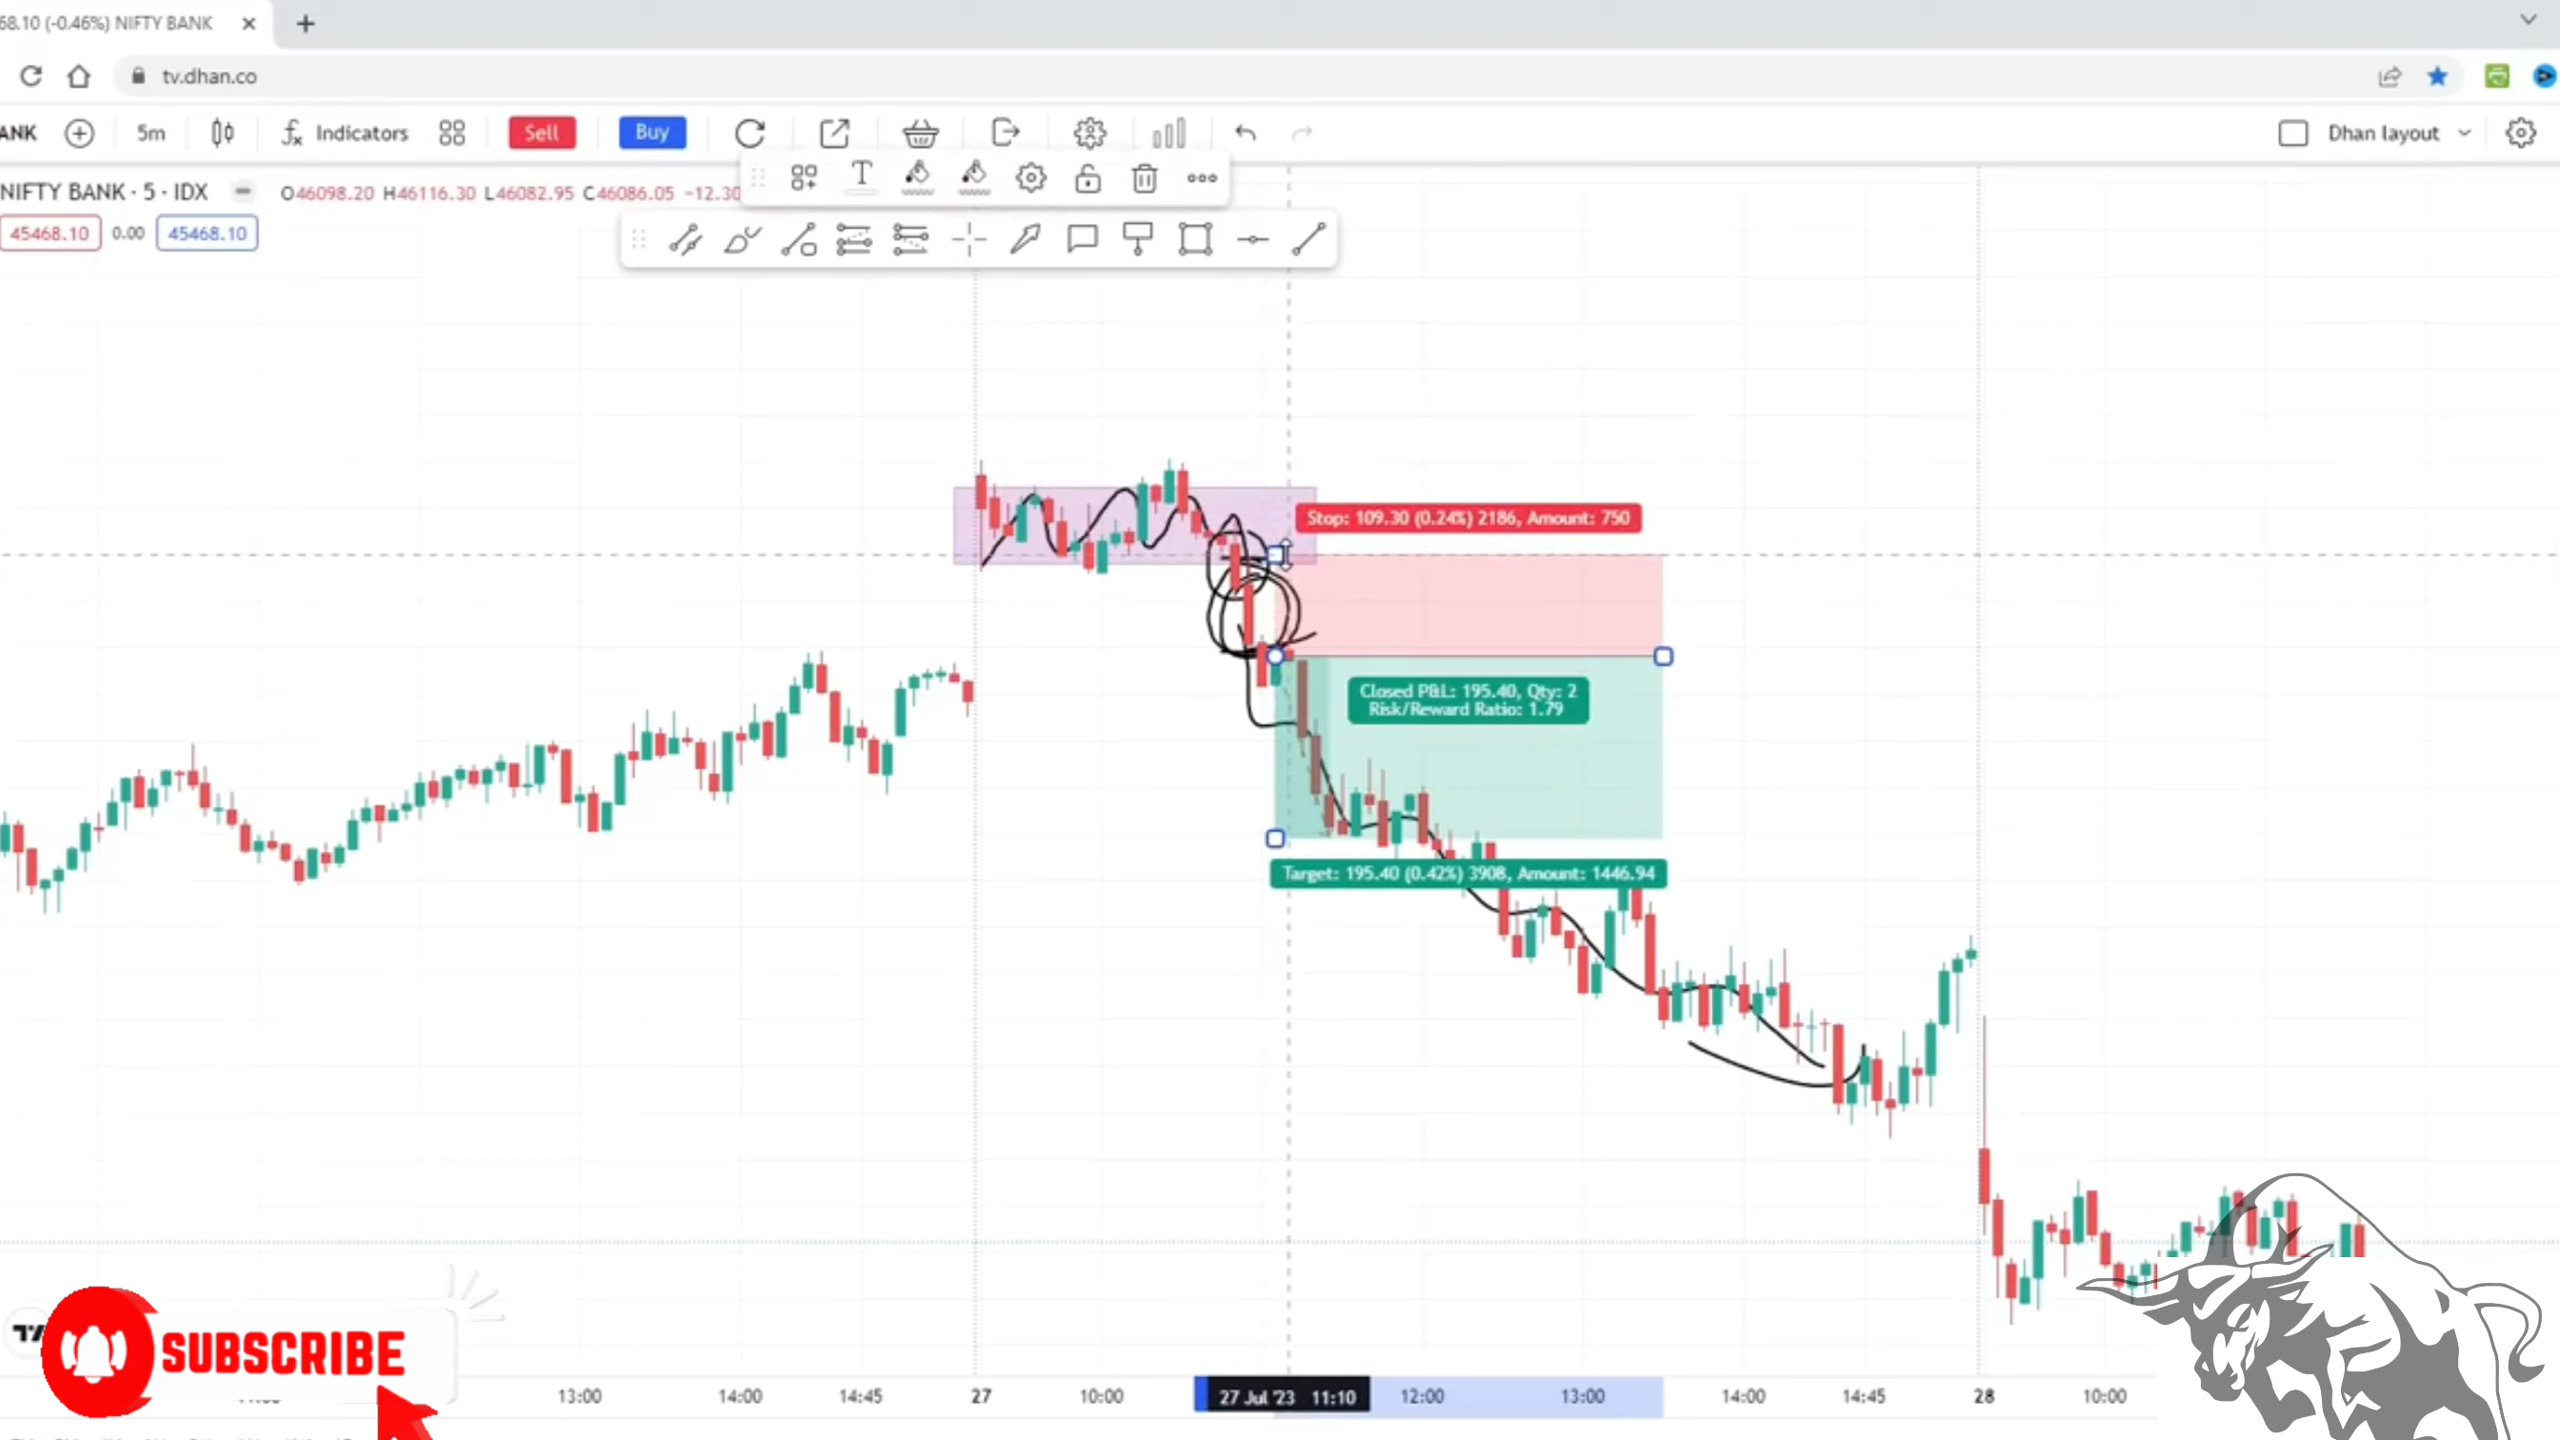 68.10 (-0.46%) NIFTY BANK
tv.dhan.co
ANK 5m Indicators Sell Buy Dhan layout
T
NIFTY BANK · 5 · IDX O46098.20 H46116.30 L46082.95 C46086.05 −12.30
45468.10 0.00 45468.10
Stop: 109.30 (0.24%) 2186, Amount: 750
Closed P&L: 195.40, Qty: 2
Risk/Reward Ratio: 1.79
Target: 195.40 (0.42%) 3908, Amount: 1446.94
SUBSCRIBE
13:00 14:00 14:45 27 10:00 27 Jul '23 11:10 12:00 13:00 14:00 14:45 28 10:00